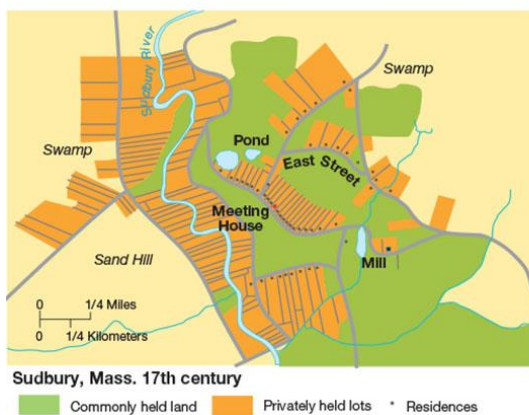 Sudbury River
Swamp
Pond
East Street
Swamp
Meeting
House
Mill
Sand Hill
0 1/4 Miles
0 1/4 Kilometers
Sudbury, Mass. 17th century
Commonly held land Privately held lots Residences